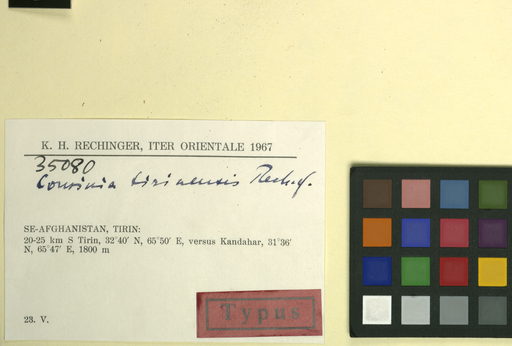 K. H. RECHINGER, ITER ORIENTALE 1967
35080
Cousinia tirinensis Rech.f.
SE-AFGHANISTAN, TIRIN:
20-25 km S Tirin, 32°40' N, 65°50' E, versus Kandahar, 31°36'
N, 65°47' E, 1800 m
23. V.
Typus